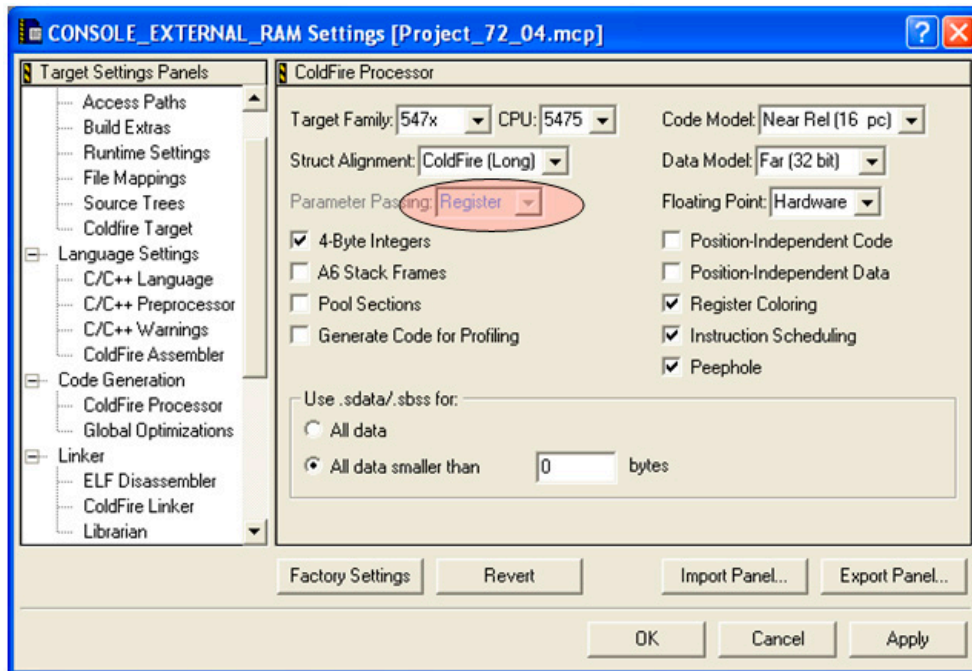 CONSOLE_EXTERNAL_RAM Settings [Project_72_04.mcp]
Target Settings Panels
Access Paths
Build Extras
Runtime Settings
File Mappings
Source Trees
Coldfire Target
Language Settings
C/C++ Language
C/C++ Preprocessor
C/C++ Warnings
ColdFire Assembler
Code Generation
ColdFire Processor
Global Optimizations
Linker
ELF Disassembler
ColdFire Linker
Librarian
ColdFire Processor
Target Family: 547x CPU: 5475 Code Model: Near Rel (16 pc)
Struct Alignment: ColdFire (Long) Data Model: Far (32 bit)
Parameter Passing: Register Floating Point: Hardware
4-Byte Integers Position-Independent Code
A6 Stack Frames Position-Independent Data
Pool Sections Register Coloring
Generate Code for Profiling Instruction Scheduling
Peephole
Use .sdata/.sbss for:
All data
All data smaller than 0 bytes
Factory Settings Revert Import Panel... Export Panel...
OK Cancel Apply